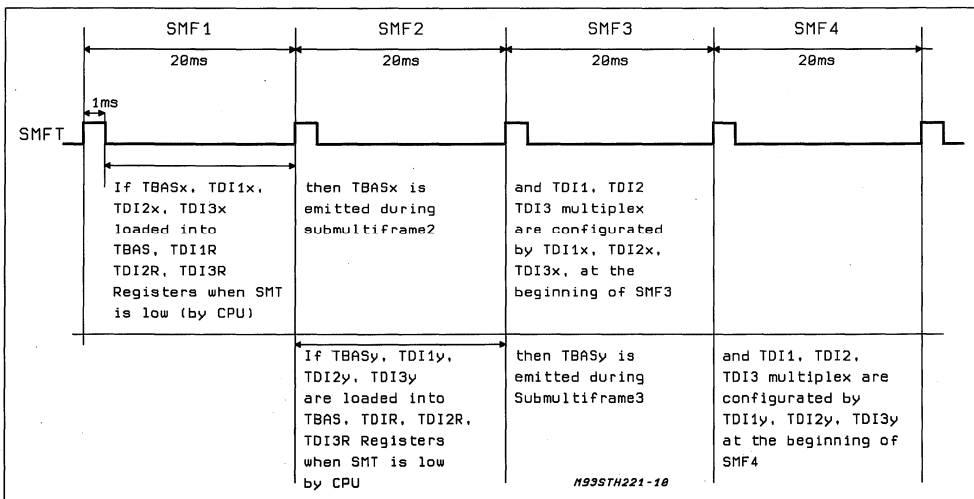 SMF1 SMF2 SMF3 SMF4
20ms 20ms 20ms 20ms
1ms
SMFT
If TBASx, TDI1x,
TDI2x, TDI3x
loaded into
TBAS, TDI1R
TDI2R, TDI3R
Registers when SMT
is low (by CPU)
then TBASx is
emitted during
submultiframe2
and TDI1, TDI2
TDI3 multiplex
are configurated
by TDI1x, TDI2x,
TDI3x, at the
beginning of SMF3
If TBASy, TDI1y,
TDI2y, TDI3y
are loaded into
TBAS, TDIR, TDI2R,
TDI3R Registers
when SMT is low
by CPU
then TBASy is
emitted during
Submultiframe3
and TDI1, TDI2,
TDI3 multiplex are
configurated by
TDI1y, TDI2y, TDI3y
at the beginning of
SMF4
M93STH221-10